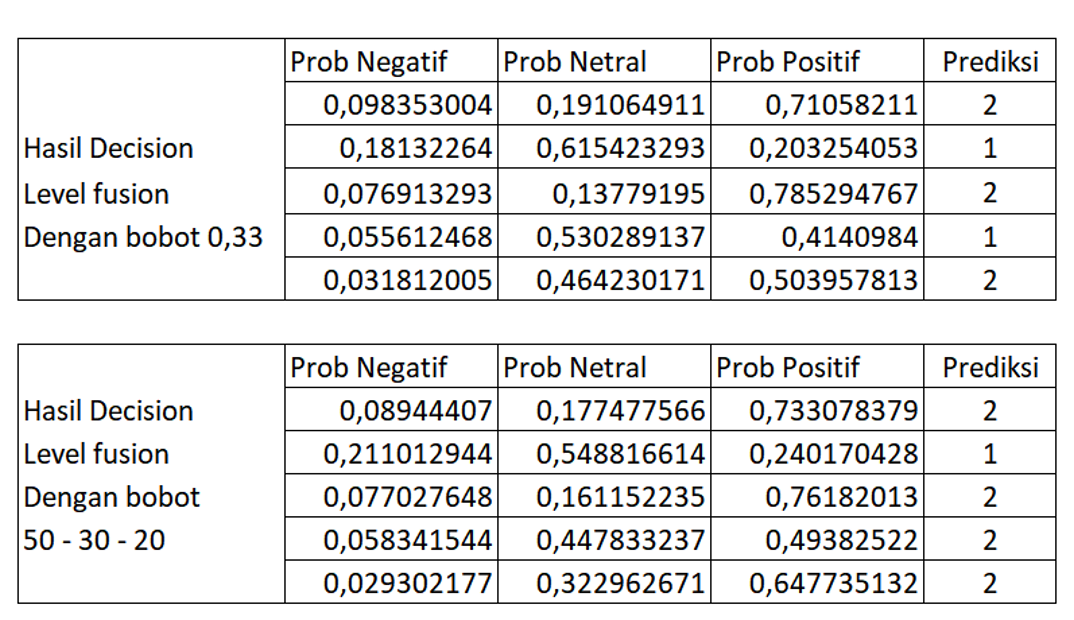 Prob Negatif Prob Netral Prob Positif Prediksi
0,098353004 0,191064911 0,71058211 2
Hasil Decision 0,18132264 0,615423293 0,203254053 1
Level fusion 0,076913293 0,13779195 0,785294767 2
Dengan bobot 0,33 0,055612468 0,530289137 0,4140984 1
0,031812005 0,464230171 0,503957813 2
Prob Negatif Prob Netral Prob Positif Prediksi
Hasil Decision 0,08944407 0,177477566 0,733078379 2
Level fusion 0,211012944 0,548816614 0,240170428 1
Dengan bobot 0,077027648 0,161152235 0,76182013 2
50 - 30 - 20 0,058341544 0,447833237 0,49382522 2
0,029302177 0,322962671 0,647735132 2